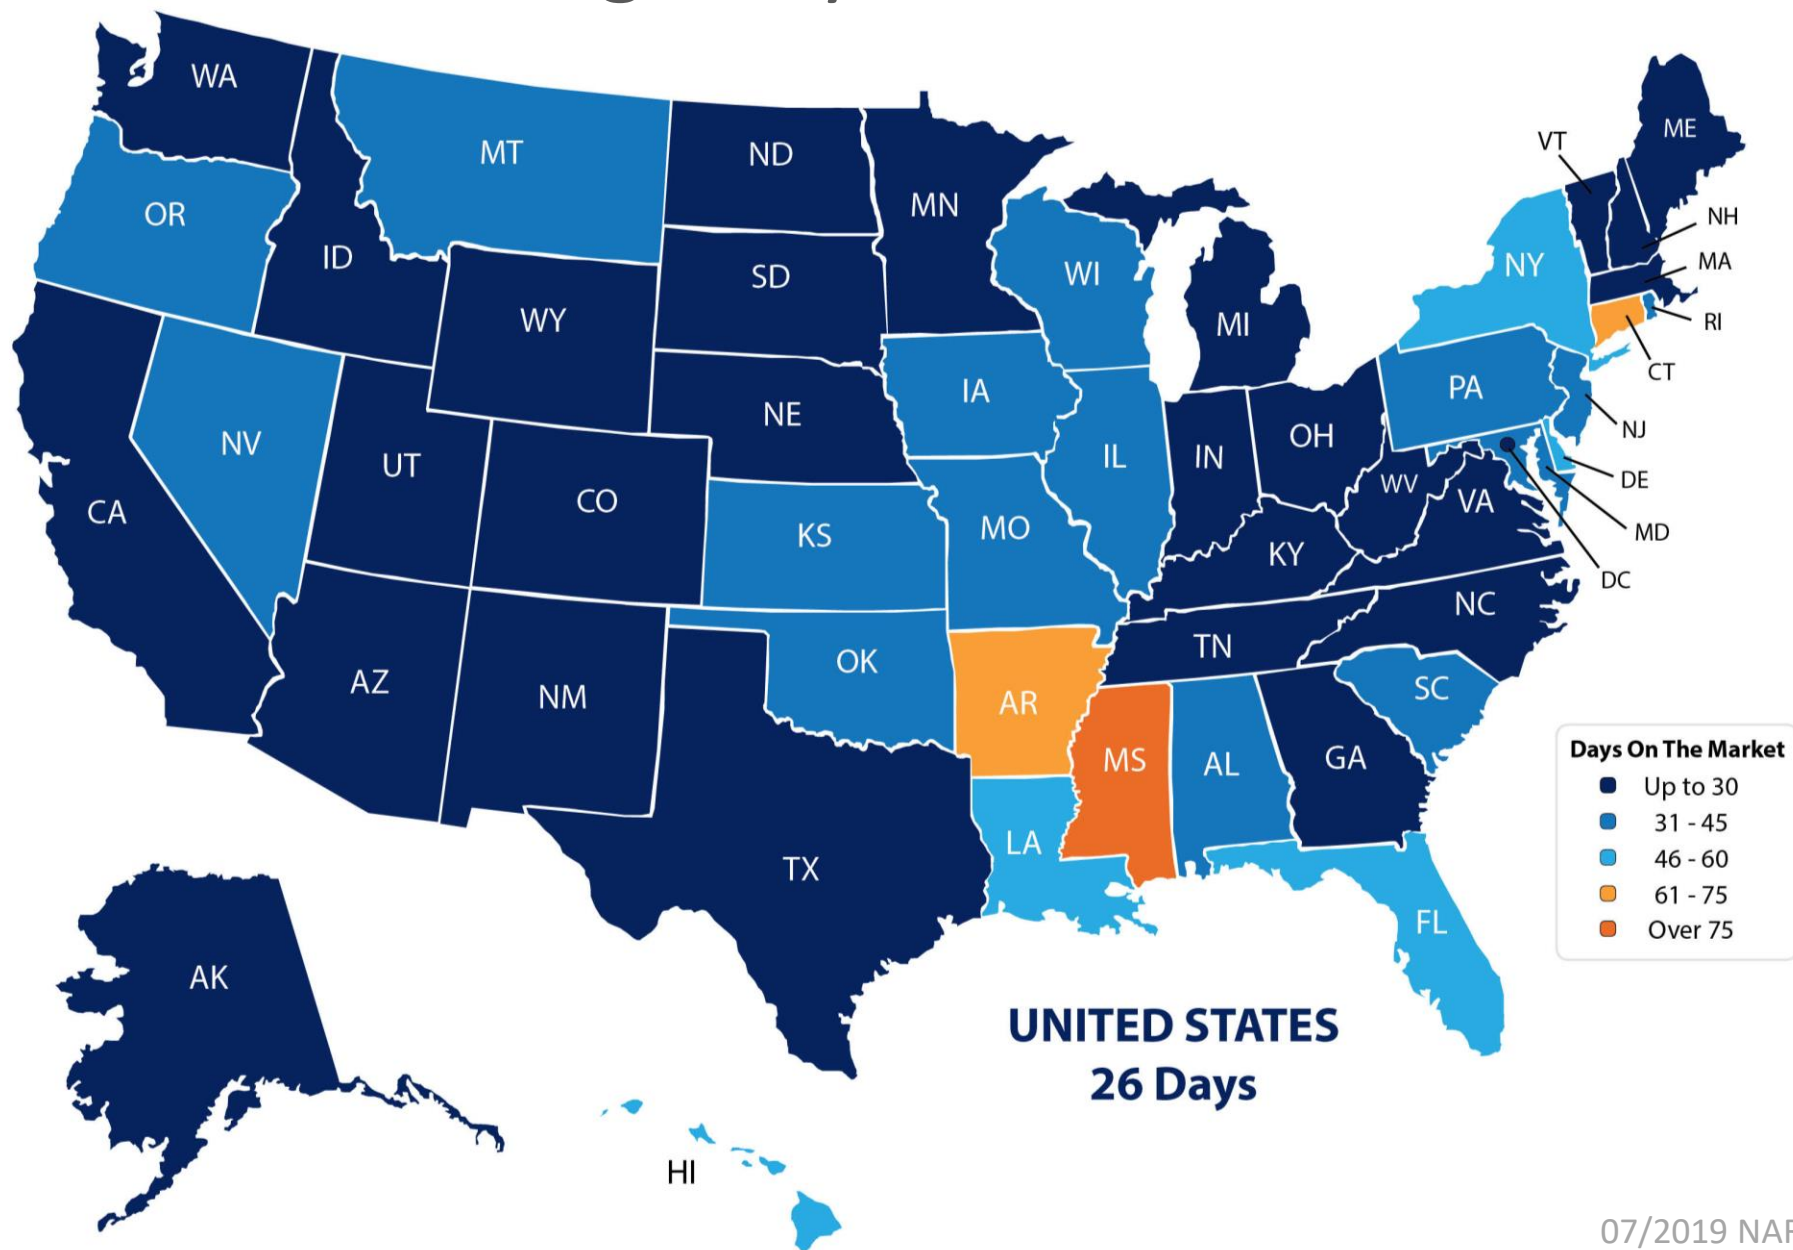 WA
MT
ND
MN
ME
VT
OR
ID
SD
WI
NH
NY
MA
WY
MI
RI
CT
IA
PA
NE
NV
UT
IL
IN
OH
NJ
CA
CO
WV
DE
VA
KS
MO
MD
KY
DC
NC
TN
AZ
NM
OK
SC
AR
MS
AL
GA
LA
TX
FL
AK
HI
Days On The Market
Up to 30
31 - 45
46 - 60
61 - 75
Over 75
UNITED STATES
26 Days
07/2019